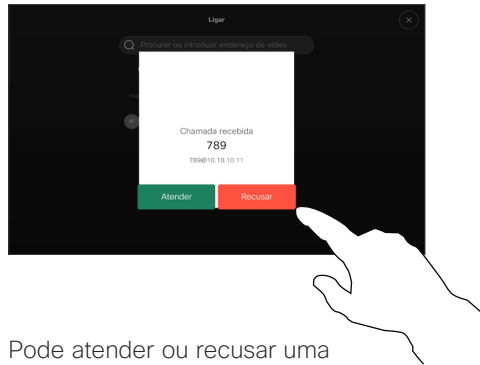 Ligar
Procurar ou introduzir endereço de vídeo
Chamada recebida
789
789@10.10.10.11
Atender
Recusar
Pode atender ou recusar uma